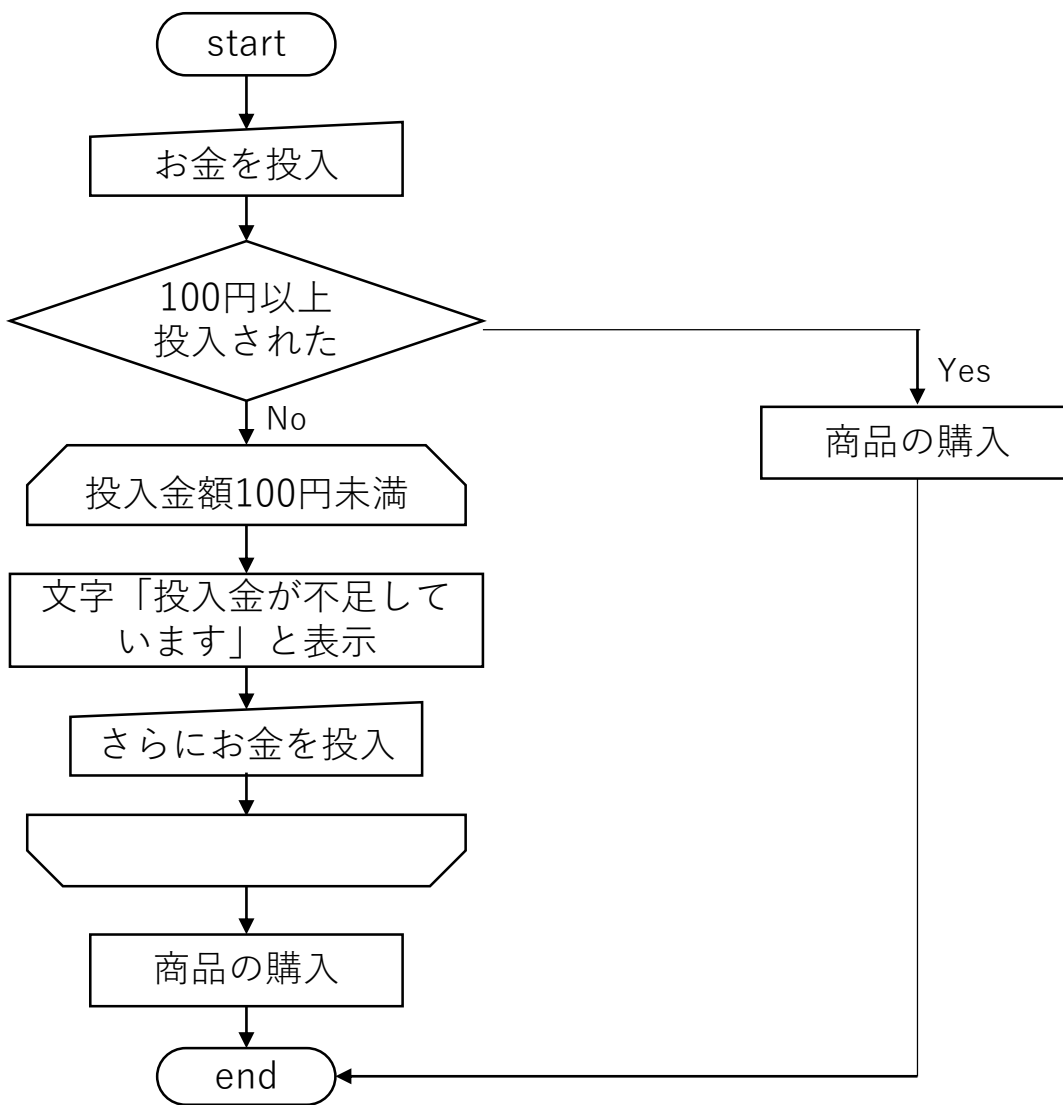 start
お金を投入
100円以上
投入された
Yes
No
商品の購入
投入金額100円未満
文字「投入金が不足して
います」と表示
さらにお金を投入
商品の購入
end